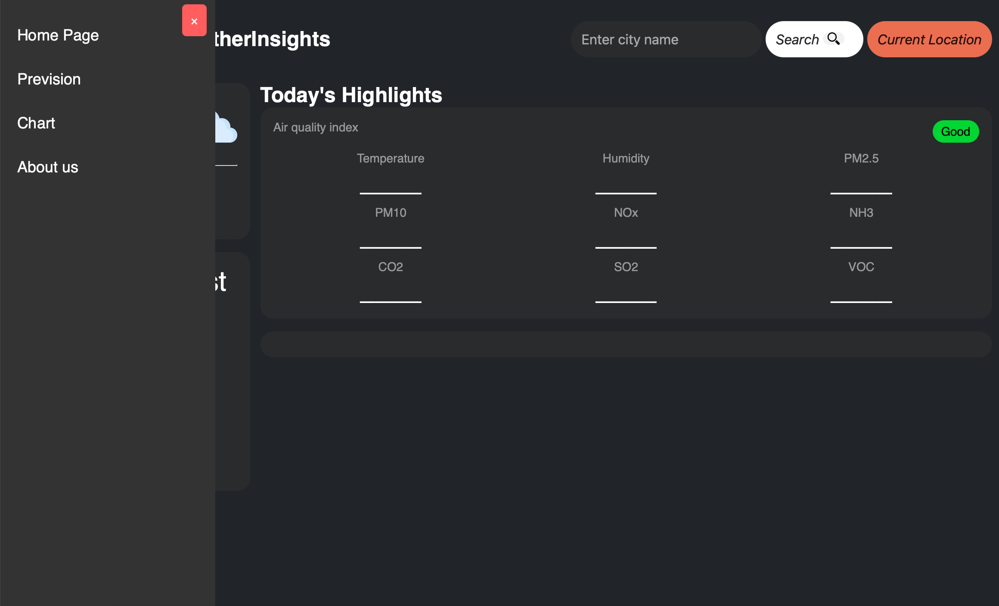 ×
Home Page
Prevision
Chart
About us
therInsights
Enter city name
Search
Current Location
Today's Highlights
Air quality index
Good
Temperature Humidity PM2.5
PM10 NOx NH3
CO2 SO2 VOC
st